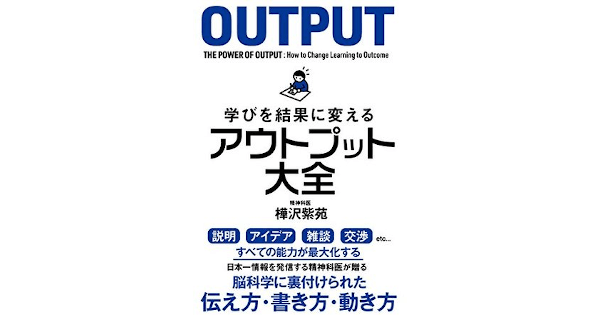 OUTPUT
THE POWER OF OUTPUT : How to Change Learning to Outcome
学びを結果に変える
アウトプット
大全
精神科医
樺沢紫苑
説明 アイデア 雑談 交渉 etc...
すべての能力が最大化する
日本一情報を発信する精神科医が贈る
脳科学に裏付けられた
伝え方・書き方・動き方